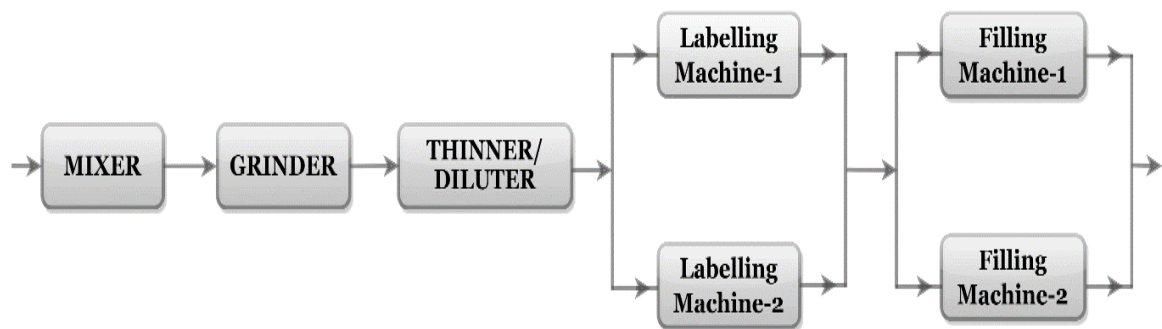 MIXER
GRINDER
THINNER/
DILUTER
Labelling
Machine-1
Labelling
Machine-2
Filling
Machine-1
Filling
Machine-2